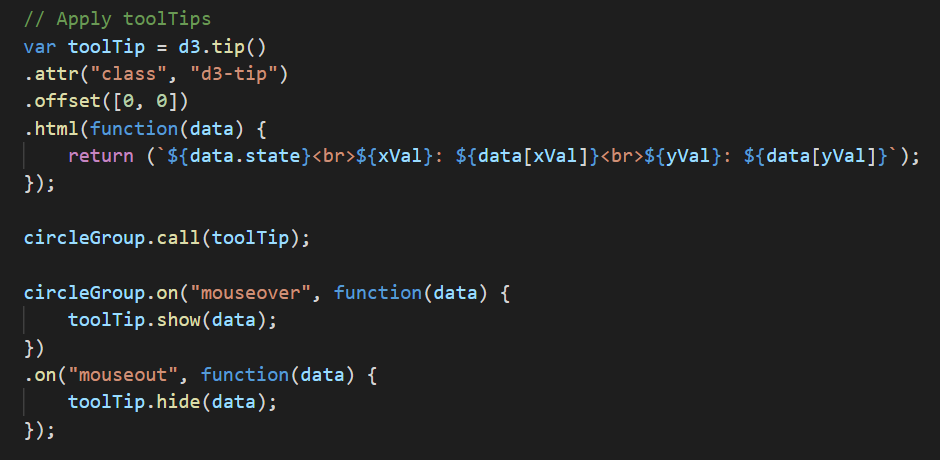 // Apply toolTips
var toolTip = d3.tip()
.attr("class", "d3-tip")
.offset([0, 0])
.html(function(data) {
    return (`${data.state}<br>${xVal}: ${data[xVal]}<br>${yVal}: ${data[yVal]}`);
});

circleGroup.call(toolTip);

circleGroup.on("mouseover", function(data) {
    toolTip.show(data);
})
.on("mouseout", function(data) {
    toolTip.hide(data);
});